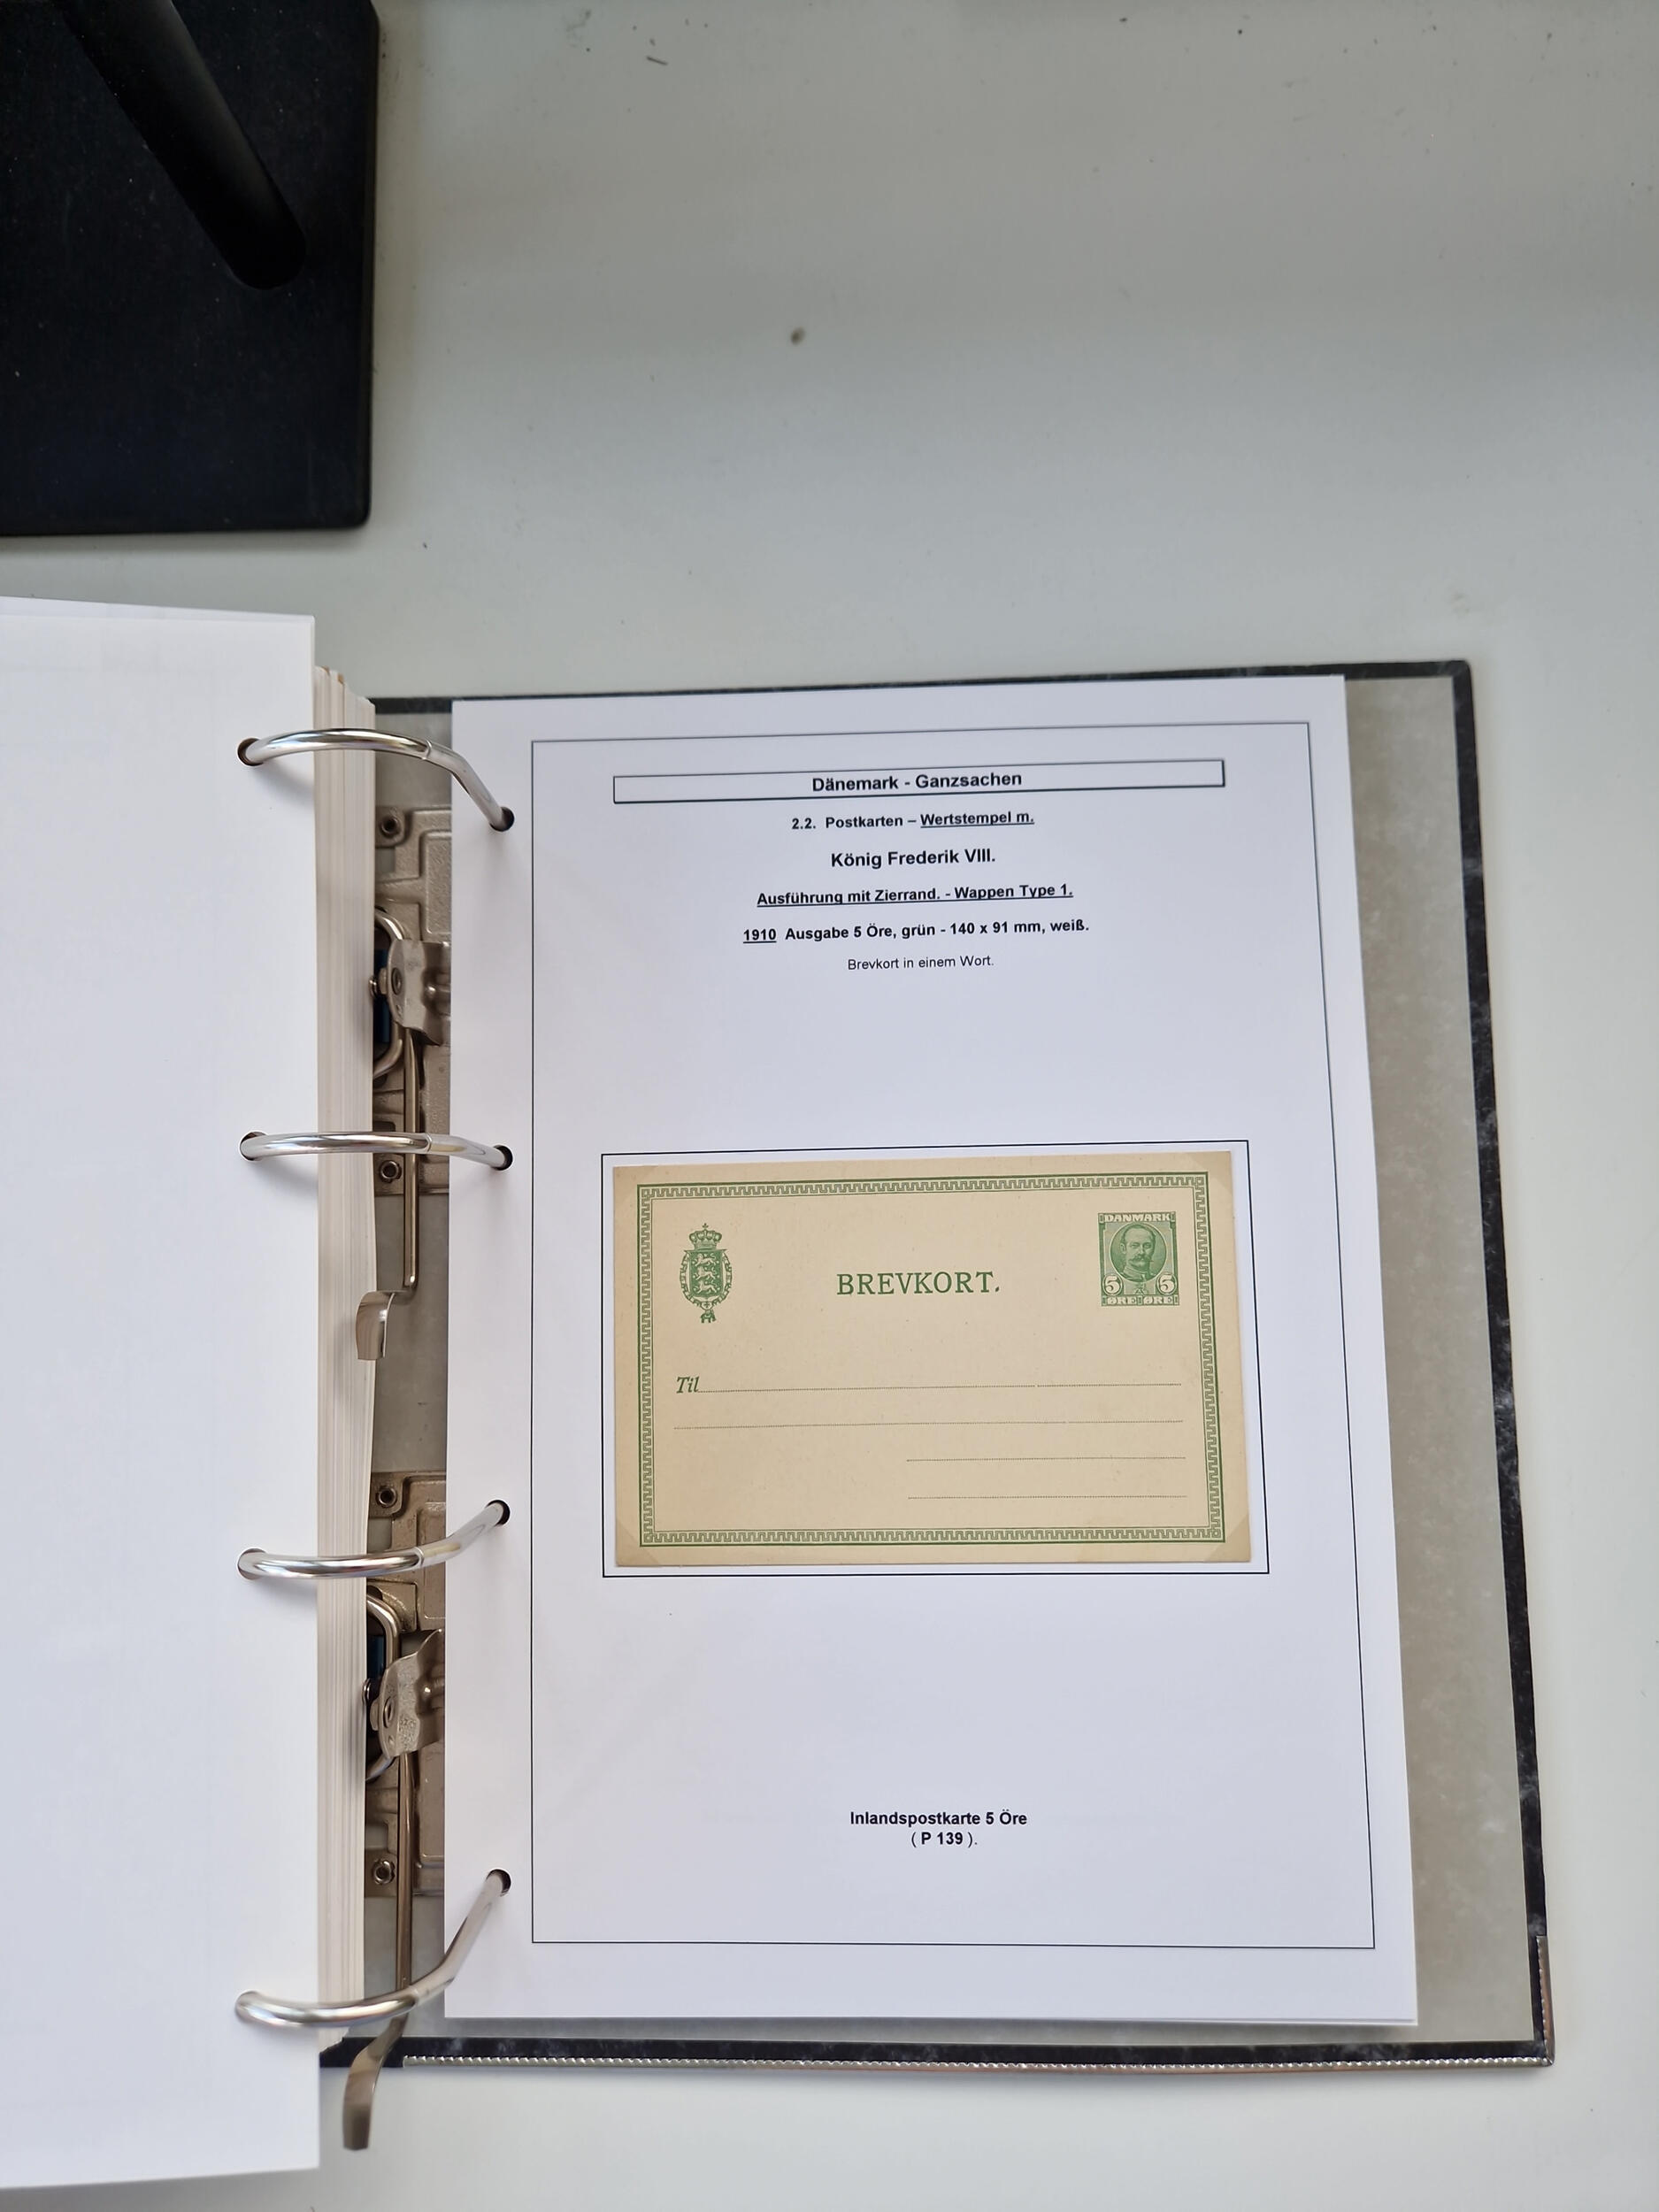 Dänemark - Ganzsachen
2.2. Postkarten – Wertstempel m.
König Frederik VIII.
Ausführung mit Zierrand. - Wappen Type 1.
1910 Ausgabe 5 Öre, grün - 140 x 91 mm, weiß.
Brevkort in einem Wort.
DANMARK
BREVKORT.
5 5
ØRE ØRE
Til
Inlandspostkarte 5 Öre
( P 139 ).